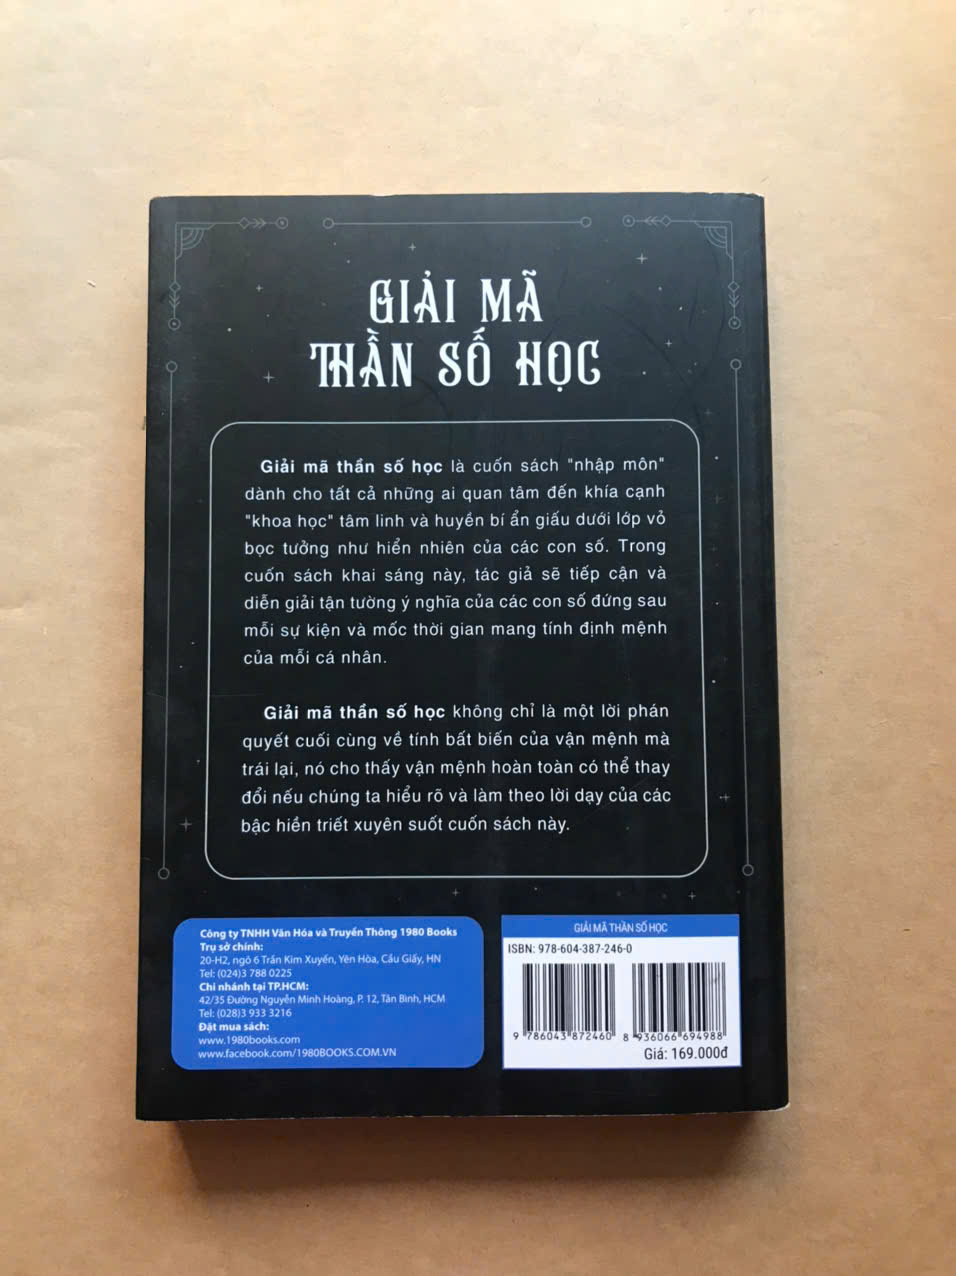 GIẢI MÃ
THẦN SỐ HỌC
Giải mã thần số học là cuốn sách "nhập môn"
dành cho tất cả những ai quan tâm đến khía cạnh
"khoa học" tâm linh và huyền bí ẩn giấu dưới lớp vỏ
bọc tưởng như hiển nhiên của các con số. Trong
cuốn sách khai sáng này, tác giả sẽ tiếp cận và
diễn giải tận tường ý nghĩa của các con số đứng sau
mỗi sự kiện và mốc thời gian mang tính định mệnh
của mỗi cá nhân.
Giải mã thần số học không chỉ là một lời phán
quyết cuối cùng về tính bất biến của vận mệnh mà
trái lại, nó cho thấy vận mệnh hoàn toàn có thể thay
đổi nếu chúng ta hiểu rõ và làm theo lời dạy của các
bậc hiền triết xuyên suốt cuốn sách này.
Công ty TNHH Văn Hóa và Truyền Thông 1980 Books
Trụ sở chính:
20-H2, ngõ 6 Trần Kim Xuyến, Yên Hòa, Cầu Giấy, HN
Tel: (024)3 788 0225
Chi nhánh tại TP.HCM:
42/35 Đường Nguyễn Minh Hoàng, P. 12, Tân Bình, HCM
Tel: (028)3 933 3216
Đặt mua sách:
www.1980books.com
www.facebook.com/1980BOOKS.COM.VN
GIẢI MÃ THẦN SỐ HỌC
ISBN: 978-604-387-246-0
9 786043 872460 8 936066 694988
Giá: 169.000đ